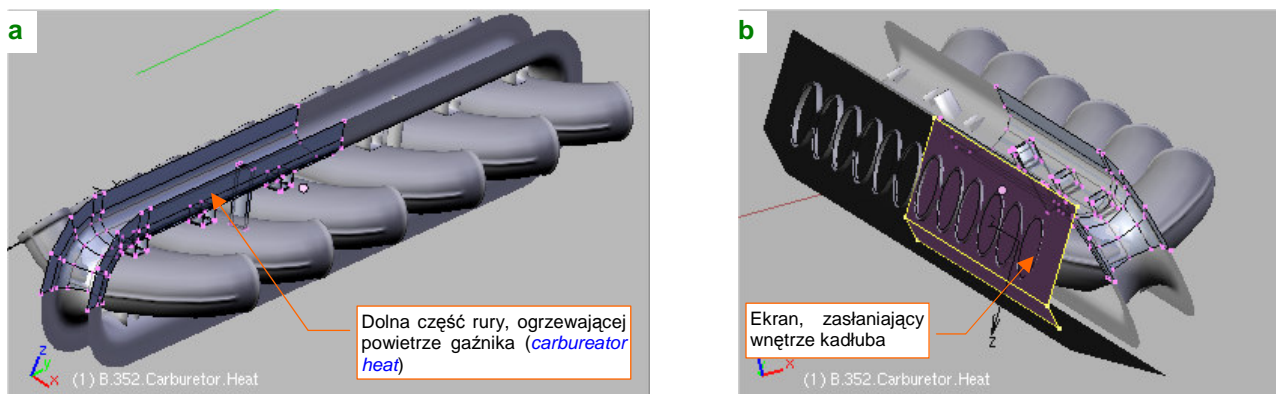 a
Dolna część rury, ogrzewającej
powietrze gaźnika (carbureator
heat)
z
y
x
(1) B.352.Carburetor.Heat
b
Ekran, zasłaniający
wnętrze kadłuba
z
z
x
(1) B.352.Carburetor.Heat